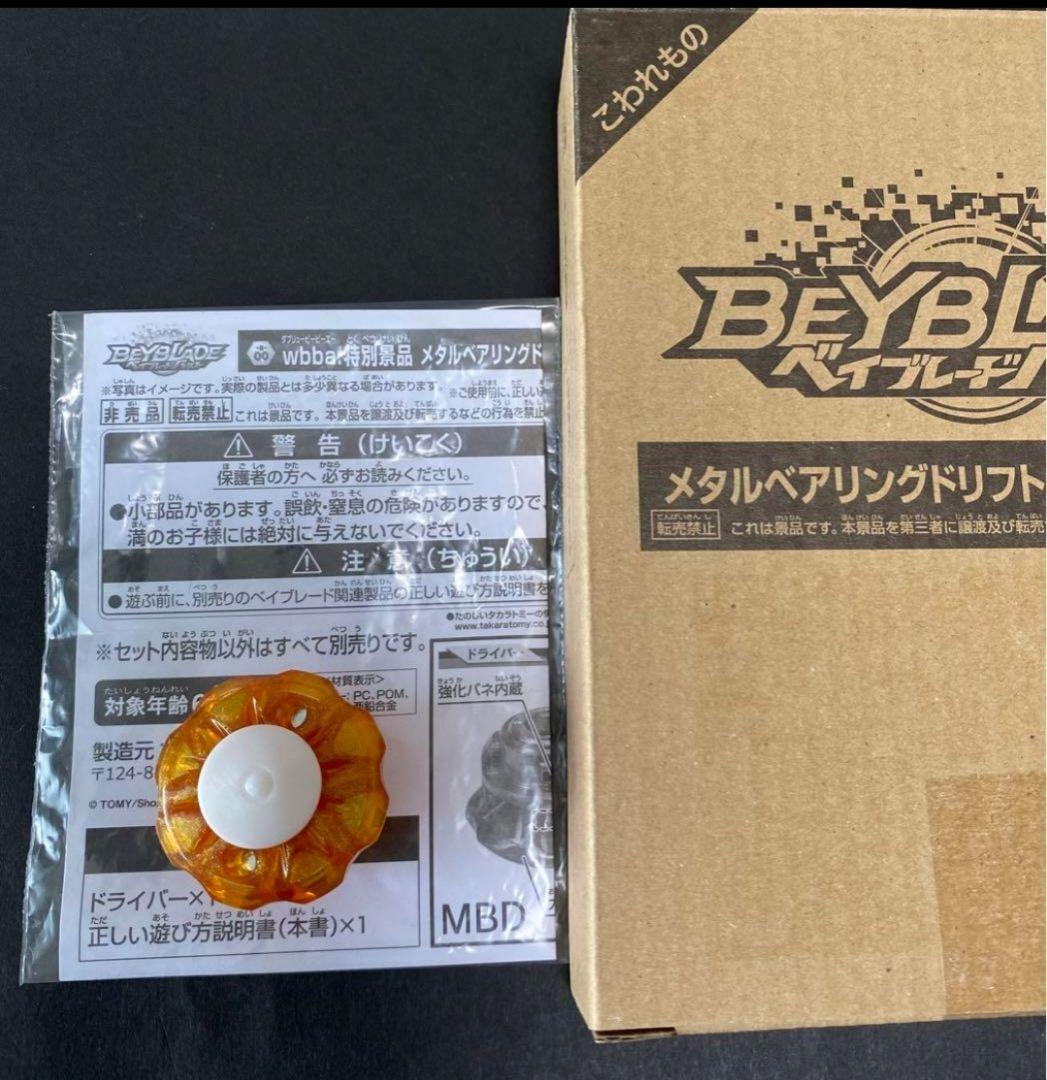 こわれもの
BEYBL
ベイブレード
メタルベアリングドリフト
転売禁止 これは景品です。本景品を第三者に譲渡及び転売
BEYBLADE
B-00 wbba.特別景品 メタルベアリングド
※写真はイメージです。実際の製品とは多少異なる場合があります。※ご使用前に、正しい
非売品 転売禁止 これは景品です。本景品を譲渡及び転売するなどの行為を禁止
警告(けいこく)
保護者の方へ 必ずお読みください。
●小部品があります。誤飲・窒息の危険がありますので、
満のお子様には絶対に与えないでください。
注意(ちゅうい)
●遊ぶ前に、別売りのベイブレード関連製品の正しい遊び方説明書を
●たのしいタカラトミーの
www.takaratomy.co.j
※セット内容物以外はすべて別売りです。
対象年齢6
材質表示>
: PC、POM、
亜鉛合金
製造元
〒124-8
© TOMY/Sho
ドライバー×1
正しい遊び方説明書(本書)×1
ドライバー
強化バネ内蔵
MBD